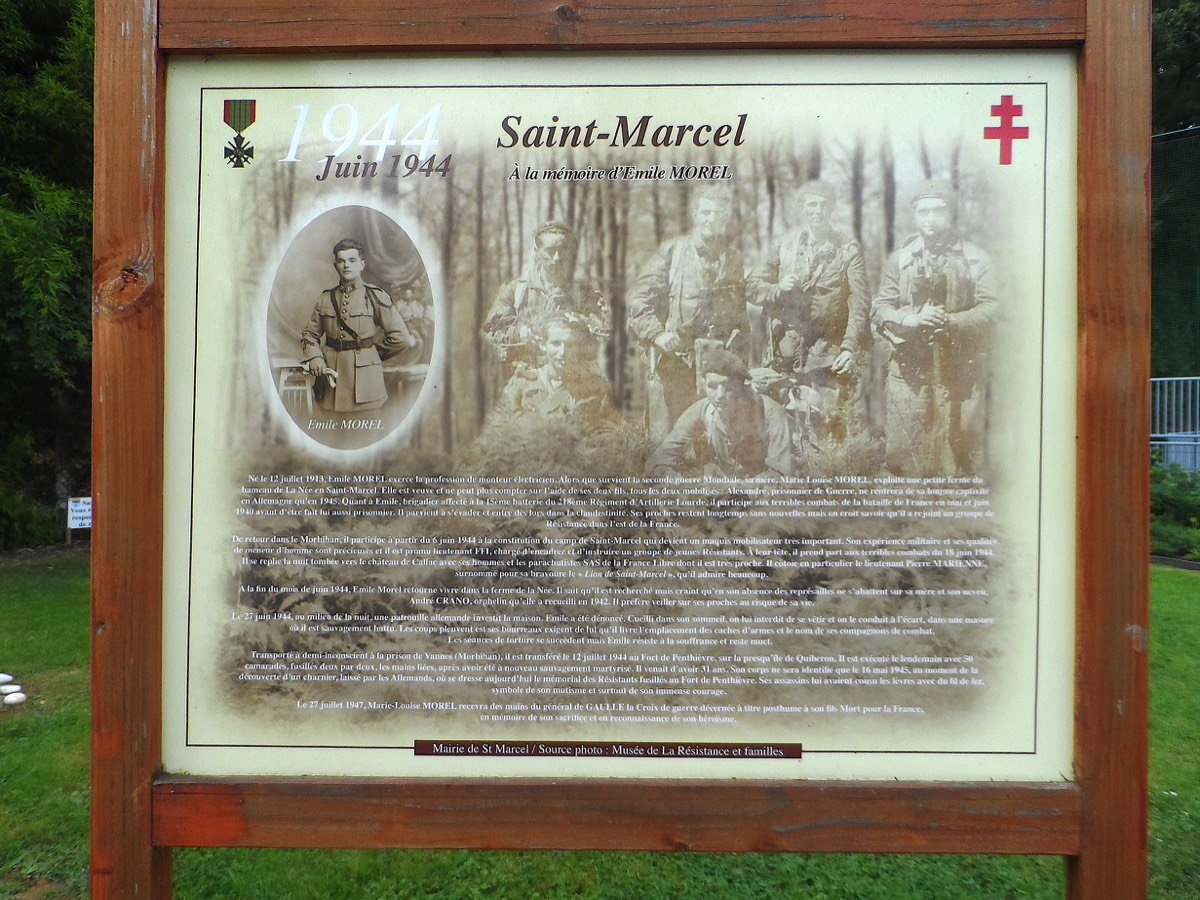 1944
Juin 1944
Saint-Marcel
À la mémoire d'Emile MOREL
Emile MOREL
Né le 12 juillet 1913, Emile MOREL exerce la profession de monteur électricien. Alors que survient la seconde guerre Mondiale, sa mère, Marie Louise MOREL, exploite une petite ferme du
hameau de La Née en Saint-Marcel. Elle est veuve et ne peut plus compter sur l'aide de ses deux fils, tous les deux mobilisés : Alexandre, prisonnier de Guerre, ne rentrera de sa longue captivité
en Allemagne qu'en 1945. Quant à Emile, brigadier affecté à la 15ème batterie du 218ème Régiment d'Artillerie Lourde, il participe aux terribles combats de la bataille de France en mai et juin
1940 avant d'être fait lui aussi prisonnier. Il parvient à s'évader et entre dès lors dans la clandestinité. Ses proches restent longtemps sans nouvelles mais on croit savoir qu'il a rejoint un groupe de
Résistance dans l'est de la France.
De retour dans le Morbihan, il participe à partir du 6 juin 1944 à la constitution du camp de Saint-Marcel qui devient un maquis mobilisateur très important. Son expérience militaire et ses qualités
de meneur d'homme sont précieuses et il est promu lieutenant FFI, chargé d'encadrer et d'instruire un groupe de jeunes Résistants. À leur tête, il prend part aux terribles combats du 18 juin 1944.
Il se replie la nuit tombée vers le château de Callac avec ses hommes et les parachutistes SAS de la France Libre dont il est très proche. Il côtoie en particulier le lieutenant Pierre MARIENNE,
surnommé pour sa bravoure le « Lion de Saint-Marcel », qu'il admire beaucoup.
A la fin du mois de juin 1944, Emile Morel retourne vivre dans la ferme de la Née. Il sait qu'il est recherché mais craint qu'en son absence des représailles ne s'abattent sur sa mère et son neveu,
André CRANO, orphelin qu'elle a recueilli en 1942. Il préfère veiller sur ses proches au risque de sa vie.
Le 27 juin 1944, au milieu de la nuit, une patrouille allemande investit la maison. Emile a été dénoncé. Cueilli dans son sommeil, on lui interdit de se vêtir et on le conduit à l'écart, dans une masure
où il est sauvagement battu. Les coups pleuvent et ses bourreaux exigent de lui qu'il livre l'emplacement des caches d'armes et le nom de ses compagnons de combat.
Les séances de torture se succèdent mais Emile résiste à la souffrance et reste muet.
Transporté à demi-inconscient à la prison de Vannes (Morbihan), il est transféré le 12 juillet 1944 au Fort de Penthièvre, sur la presqu'île de Quiberon. Il est exécuté le lendemain avec 50
camarades, fusillés deux par deux, les mains liées, après avoir été à nouveau sauvagement martyrisé. Il venait d'avoir 31 ans. Son corps ne sera identifié que le 16 mai 1945, au moment de la
découverte d'un charnier, laissé par les Allemands, où se dresse aujourd'hui le mémorial des Résistants fusillés au Fort de Penthièvre. Ses assassins lui avaient cousu les lèvres avec du fil de fer,
symbole de son mutisme et surtout de son immense courage.
Le 27 juillet 1947, Marie-Louise MOREL recevra des mains du général de GAULLE la Croix de guerre décernée à titre posthume à son fils Mort pour la France,
en mémoire de son sacrifice et en reconnaissance de son héroïsme.
Mairie de St Marcel / Source photo : Musée de La Résistance et familles